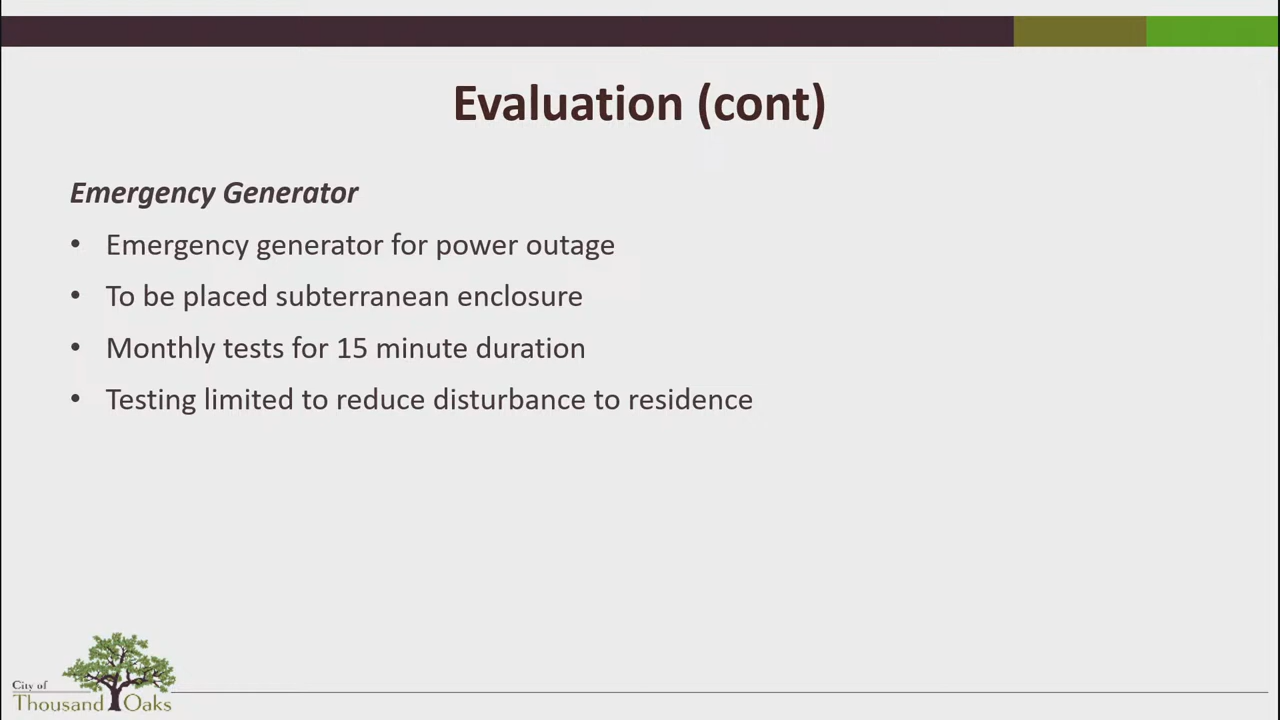 Evaluation (cont)
Emergency Generator
• Emergency generator for power outage
• To be placed subterranean enclosure
• Monthly tests for 15 minute duration
• Testing limited to reduce disturbance to residence
City of
Thousand Oaks